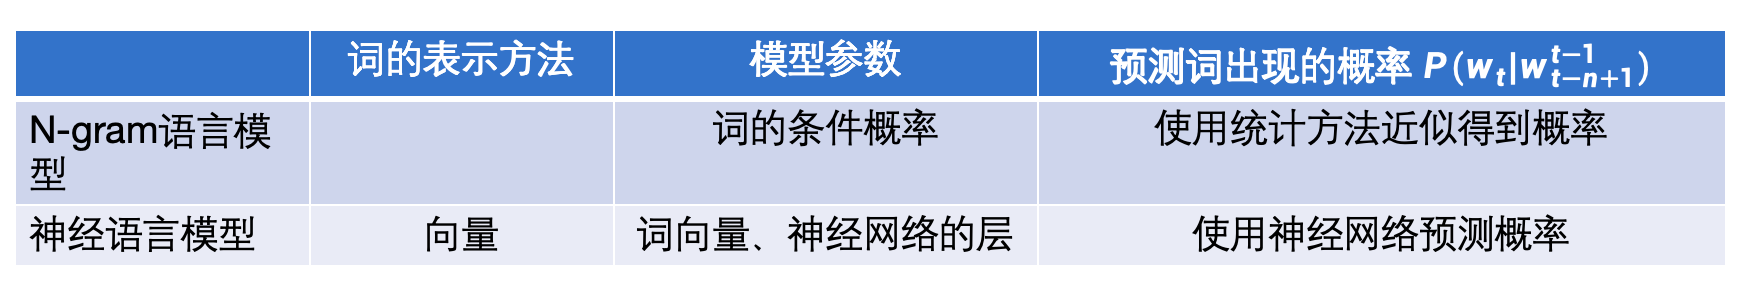 词的表示方法 模型参数 预测词出现的概率 P(w_t|w_{t-n+1}^{t-1})
N-gram语言模 词的条件概率 使用统计方法近似得到概率
型
神经语言模型 向量 词向量、神经网络的层 使用神经网络预测概率